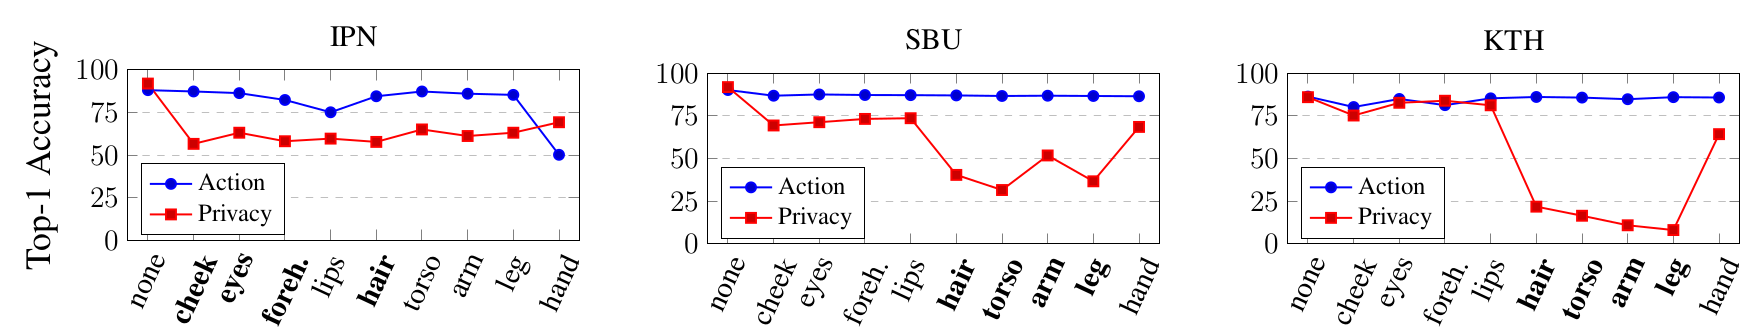 IPN
Top-1 Accuracy
100
75
50
25
0
Action
Privacy
none
cheek
eyes
foreh.
lips
hair
torso
arm
leg
hand
SBU
100
75
50
25
0
Action
Privacy
none
cheek
eyes
foreh.
lips
hair
torso
arm
leg
hand
KTH
100
75
50
25
0
Action
Privacy
none
cheek
eyes
foreh.
lips
hair
torso
arm
leg
hand